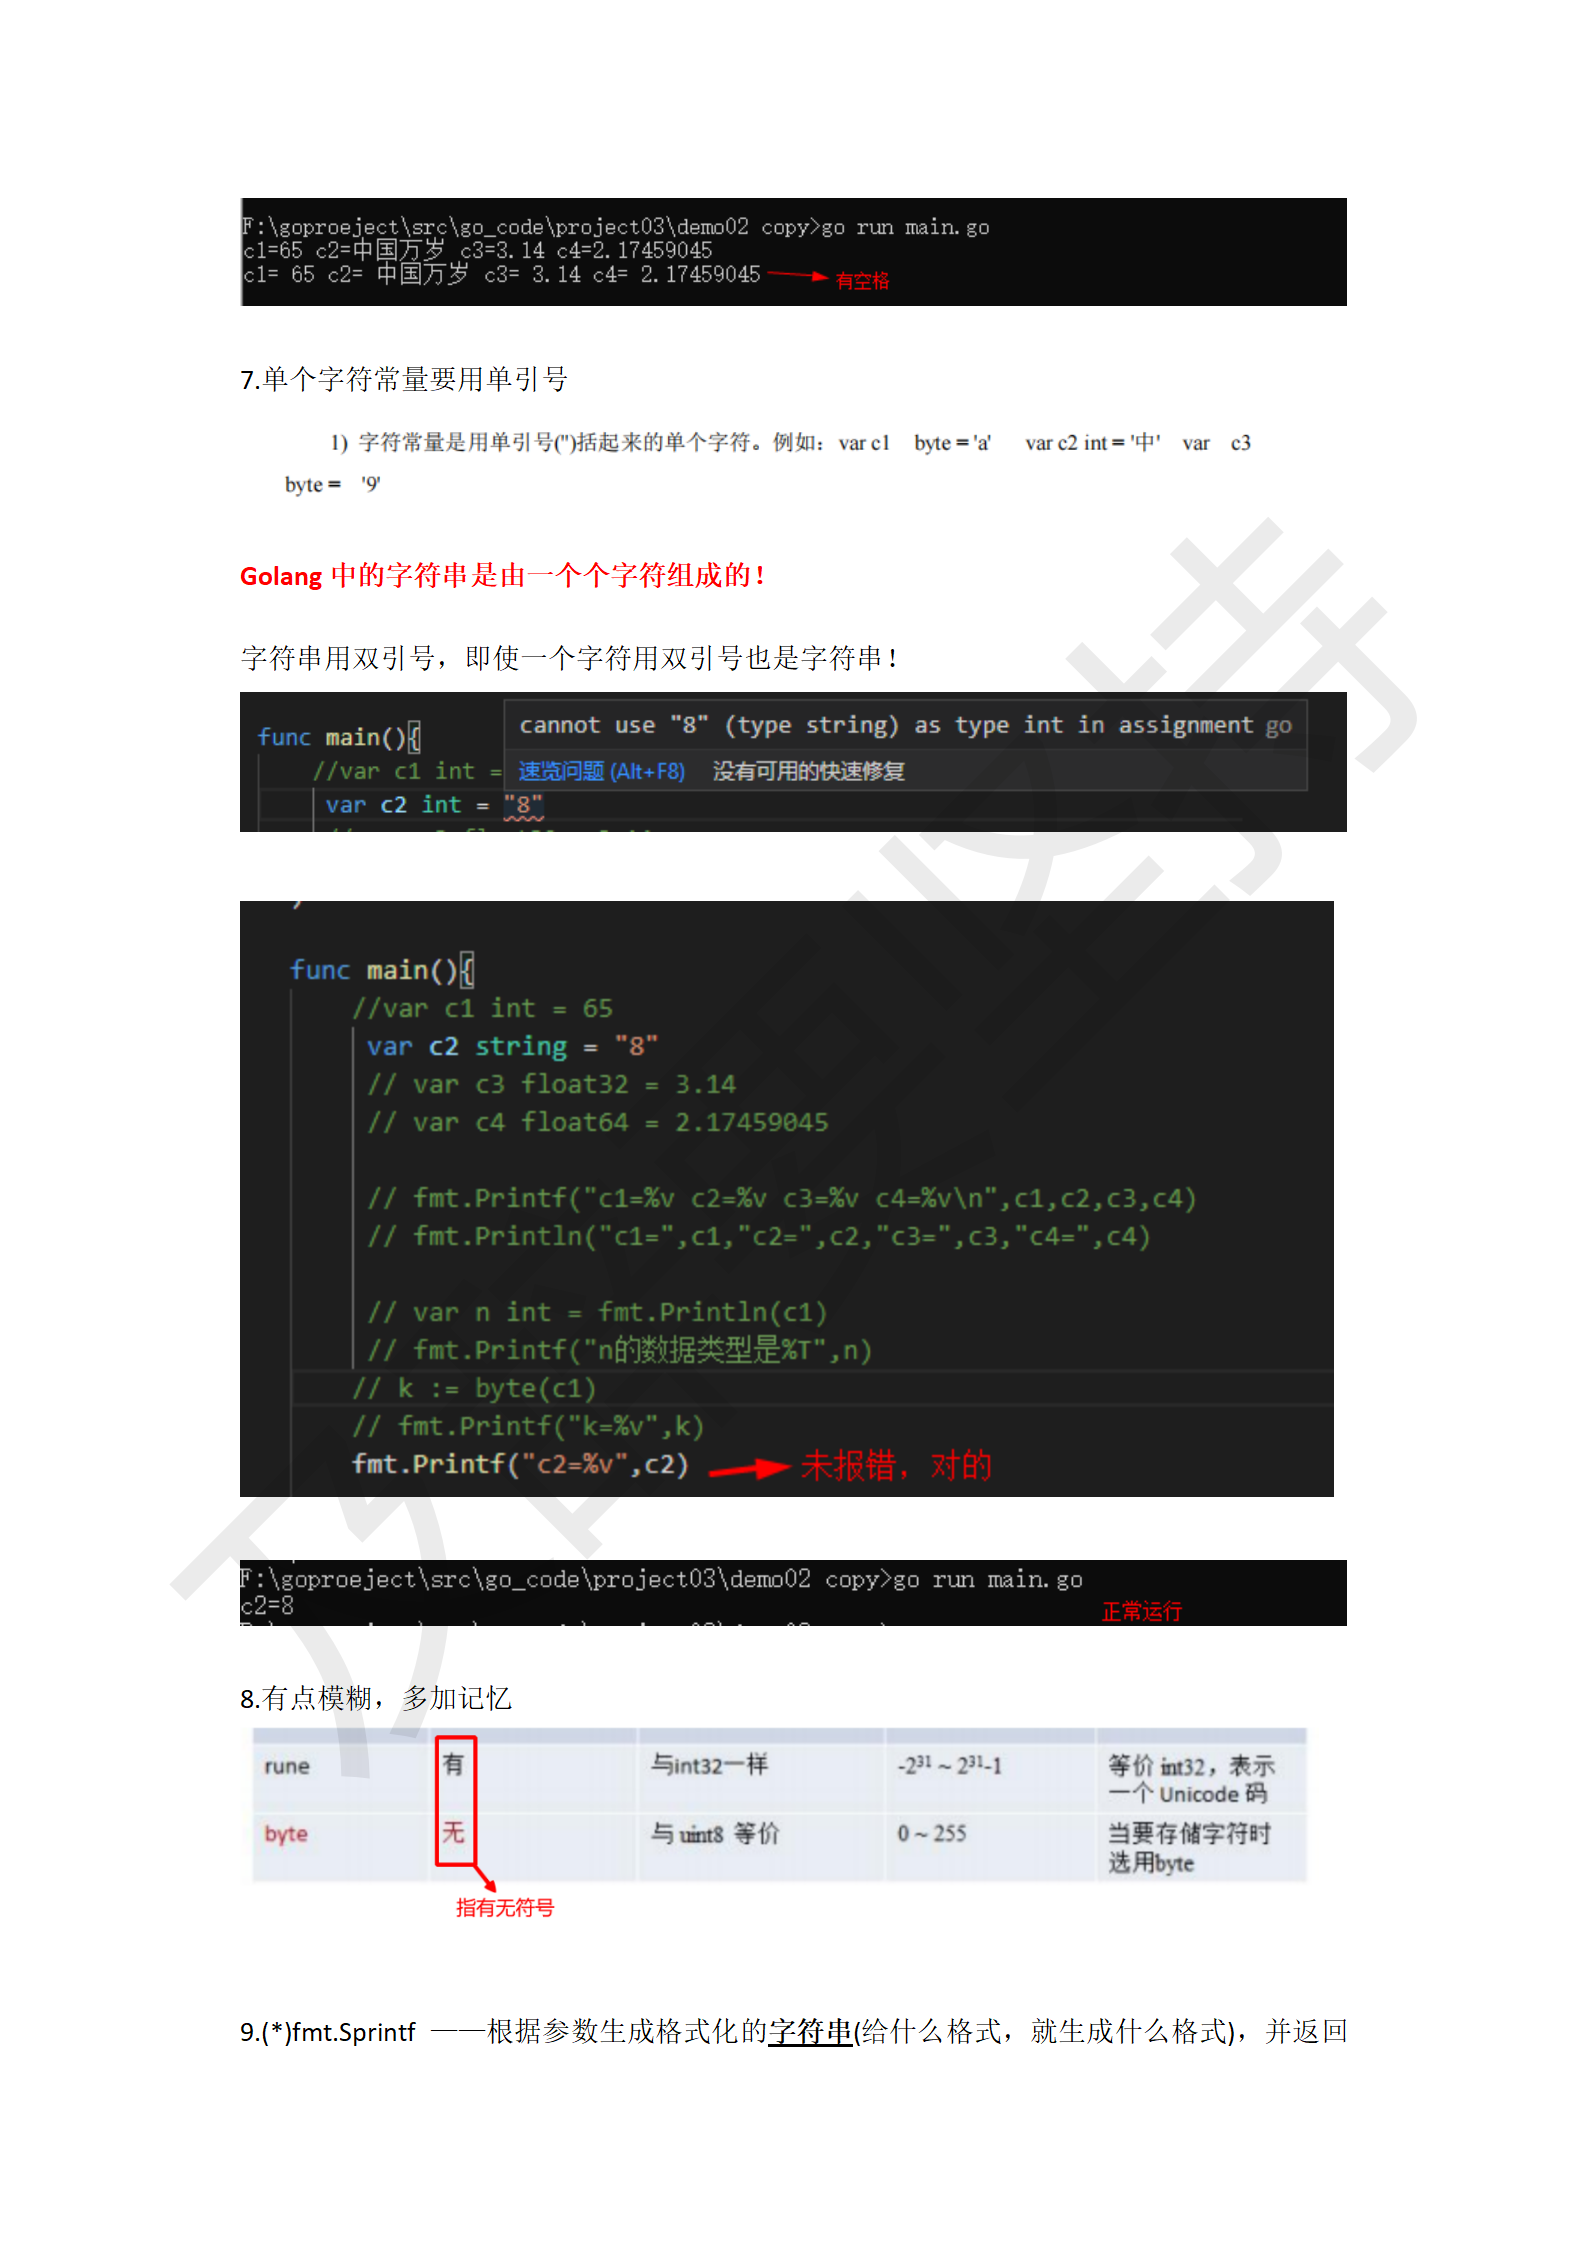 F:\goproeject\src\go_code\project03\demo02 copy>go run main.go
c1=65 c2=中国万岁 c3=3.14 c4=2.17459045
c1= 65 c2= 中国万岁 c3= 3.14 c4= 2.17459045
有空格
7.单个字符常量要用单引号
1) 字符常量是用单引号('')括起来的单个字符。例如：var c1 byte = 'a' var c2 int = '中' var c3
byte = '9'
Golang 中的字符串是由一个个字符组成的！
字符串用双引号，即使一个字符用双引号也是字符串！
cannot use "8" (type string) as type int in assignment go
func main(){
//var c1 int =
速览问题 (Alt+F8) 没有可用的快速修复
var c2 int = "8"
func main(){
//var c1 int = 65
var c2 string = "8"
// var c3 float32 = 3.14
// var c4 float64 = 2.17459045
// fmt.Printf("c1=%v c2=%v c3=%v c4=%v\n",c1,c2,c3,c4)
// fmt.Println("c1=",c1,"c2=",c2,"c3=",c3,"c4=",c4)
// var n int = fmt.Println(c1)
// fmt.Printf("n的数据类型是%T",n)
// k := byte(c1)
// fmt.Printf("k=%v",k)
fmt.Printf("c2=%v",c2)
未报错，对的
F:\goproeject\src\go_code\project03\demo02 copy>go run main.go
c2=8
正常运行
8.有点模糊，多加记忆
rune 有 与int32一样 -2³¹ ~ 2³¹-1 等价 int32，表示
一个 Unicode 码
byte 无 与 uint8 等价 0 ~ 255 当要存储字符时
选用byte
指有无符号
9.(*)fmt.Sprintf ——根据参数生成格式化的字符串(给什么格式，就生成什么格式)，并返回